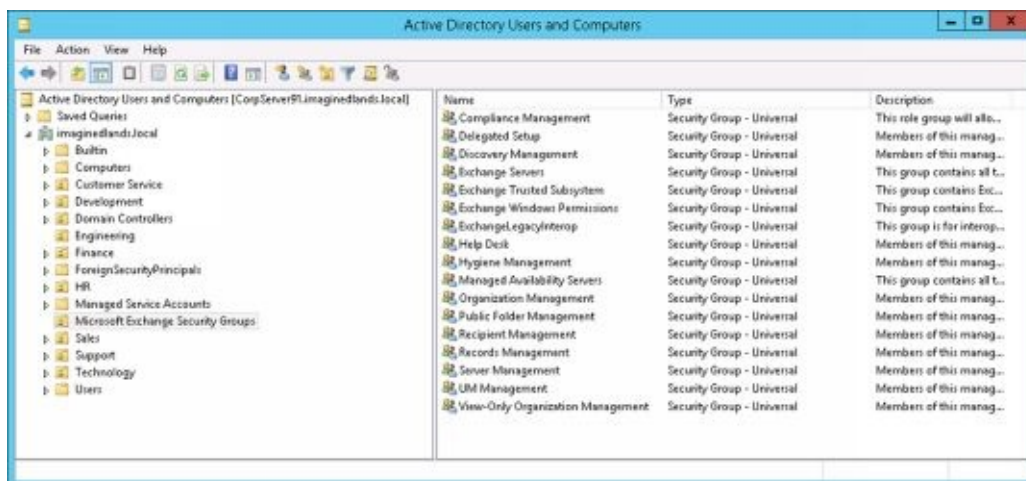 Active Directory Users and Computers
File Action View Help
Active Directory Users and Computers [CorpServer91.imaginedlands.local]
Saved Queries
imaginedlands.local
Builtin
Computers
Customer Service
Development
Domain Controllers
Engineering
Finance
ForeignSecurityPrincipals
HR
Managed Service Accounts
Microsoft Exchange Security Groups
Sales
Support
Technology
Users
Name Type Description
Compliance Management Security Group - Universal This role group will allo...
Delegated Setup Security Group - Universal Members of this manag...
Discovery Management Security Group - Universal Members of this manag...
Exchange Servers Security Group - Universal This group contains all t...
Exchange Trusted Subsystem Security Group - Universal This group contains Exc...
Exchange Windows Permissions Security Group - Universal This group contains Exc...
ExchangeLegacyInterop Security Group - Universal This group is for interop...
Help Desk Security Group - Universal Members of this manag...
Hygiene Management Security Group - Universal Members of this manag...
Managed Availability Servers Security Group - Universal This group contains all t...
Organization Management Security Group - Universal Members of this manag...
Public Folder Management Security Group - Universal Members of this manag...
Recipient Management Security Group - Universal Members of this manag...
Records Management Security Group - Universal Members of this manag...
Server Management Security Group - Universal Members of this manag...
UM Management Security Group - Universal Members of this manag...
View-Only Organization Management Security Group - Universal Members of this manag...